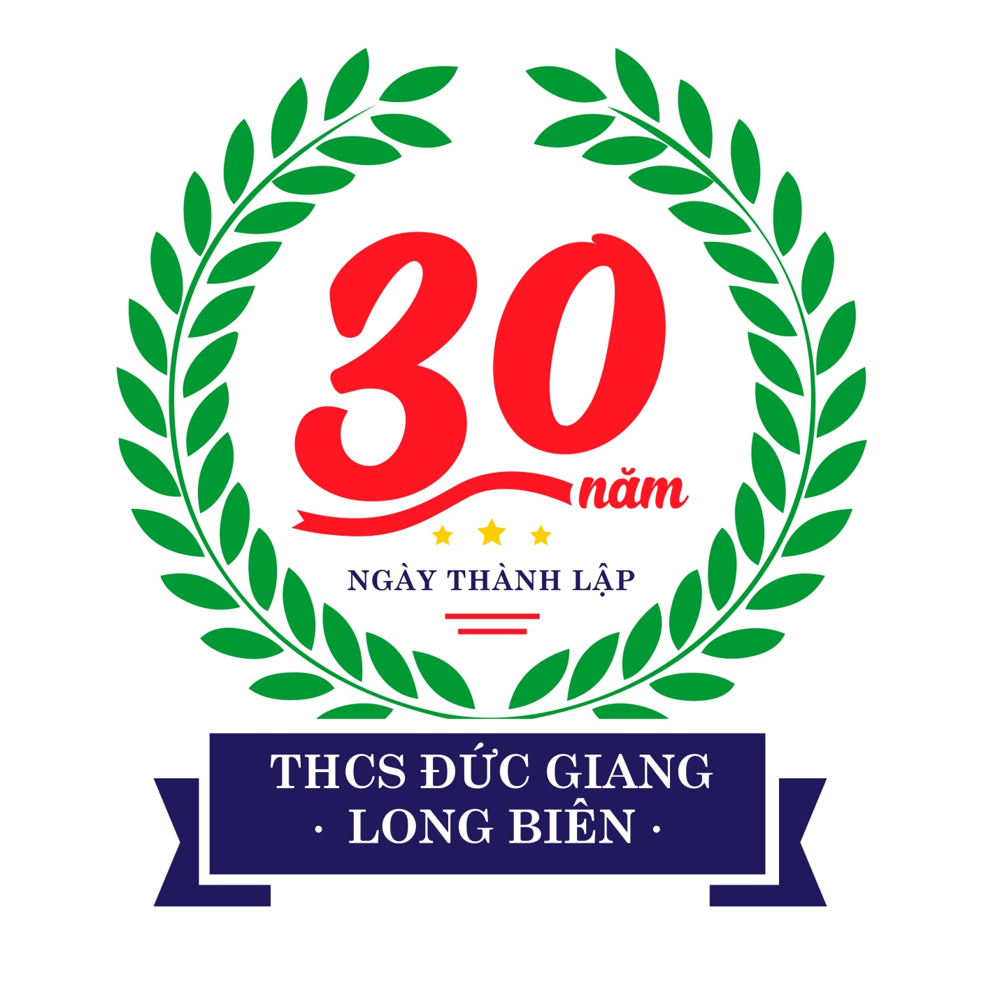 30
năm
NGÀY THÀNH LẬP
THCS ĐỨC GIANG
· LONG BIÊN ·